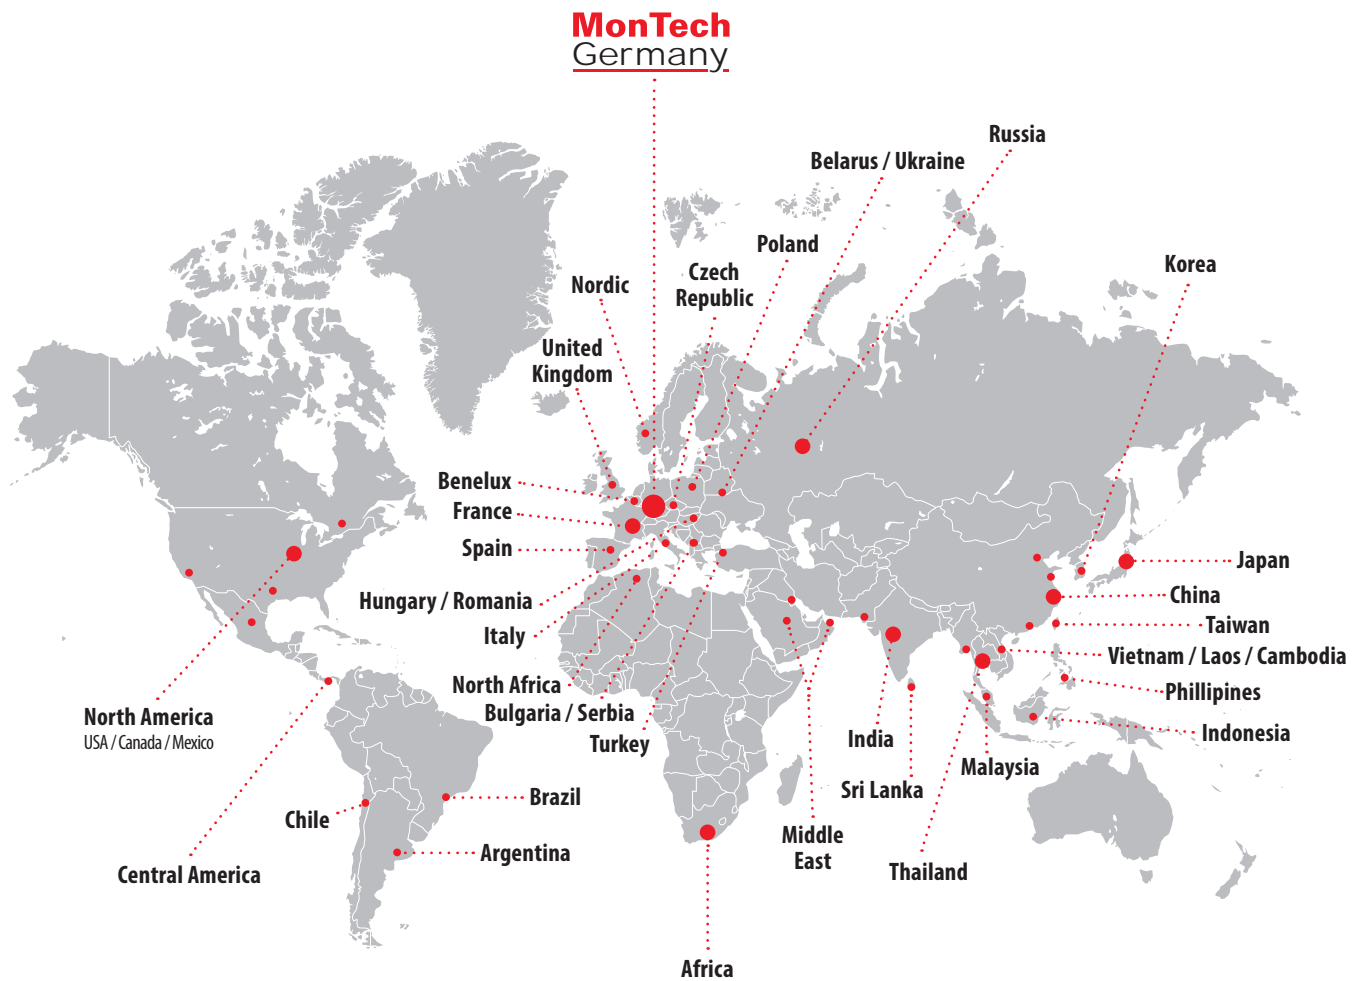 MonTech
Germany
Russia
Belarus / Ukraine
Poland
Korea
Czech
Republic
Nordic
United
Kingdom
Benelux
France
Spain
Japan
China
Hungary / Romania
Taiwan
Italy
Vietnam / Laos / Cambodia
North Africa
Phillipines
Bulgaria / Serbia
North America
USA / Canada / Mexico
Turkey
India
Indonesia
Malaysia
Sri Lanka
Brazil
Chile
Middle
East
Argentina
Central America
Thailand
Africa